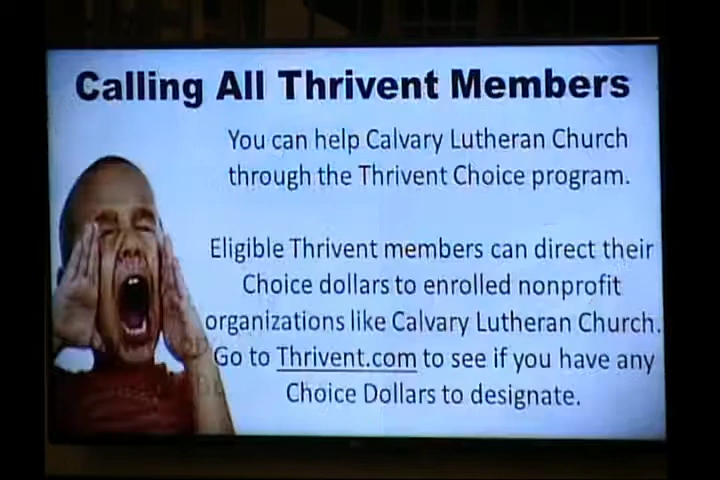 Calling All Thrivent Members
You can help Calvary Lutheran Church
through the Thrivent Choice program.
Eligible Thrivent members can direct their
Choice dollars to enrolled nonprofit
organizations like Calvary Lutheran Church.
Go to Thrivent.com to see if you have any
Choice Dollars to designate.